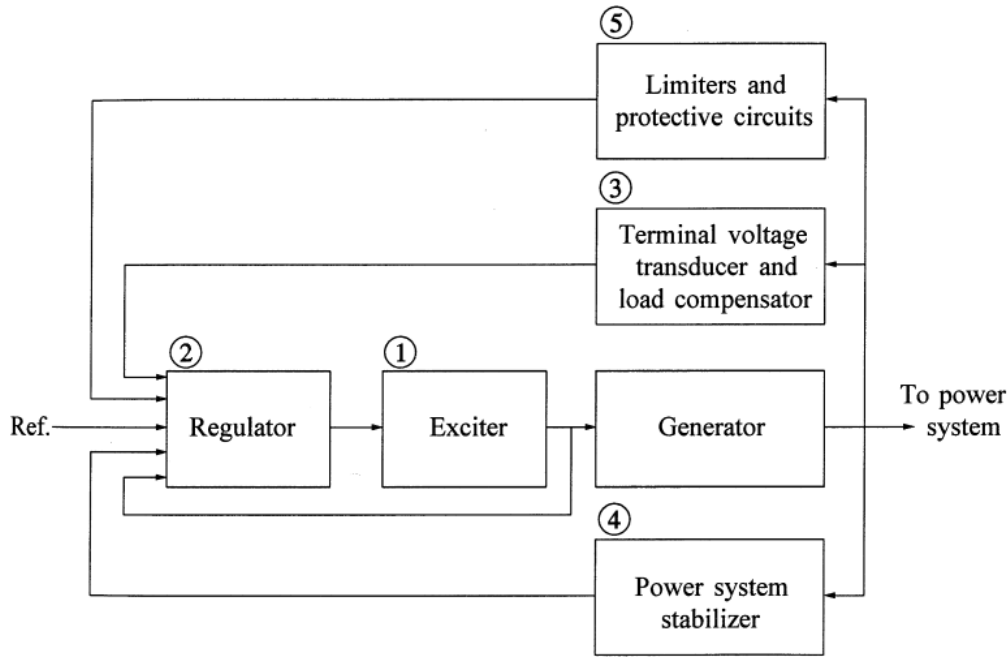 ⑤
Limiters and
protective circuits
③
Terminal voltage
transducer and
load compensator
②
①
Ref.
Regulator
Exciter
Generator
To power
system
④
Power system
stabilizer